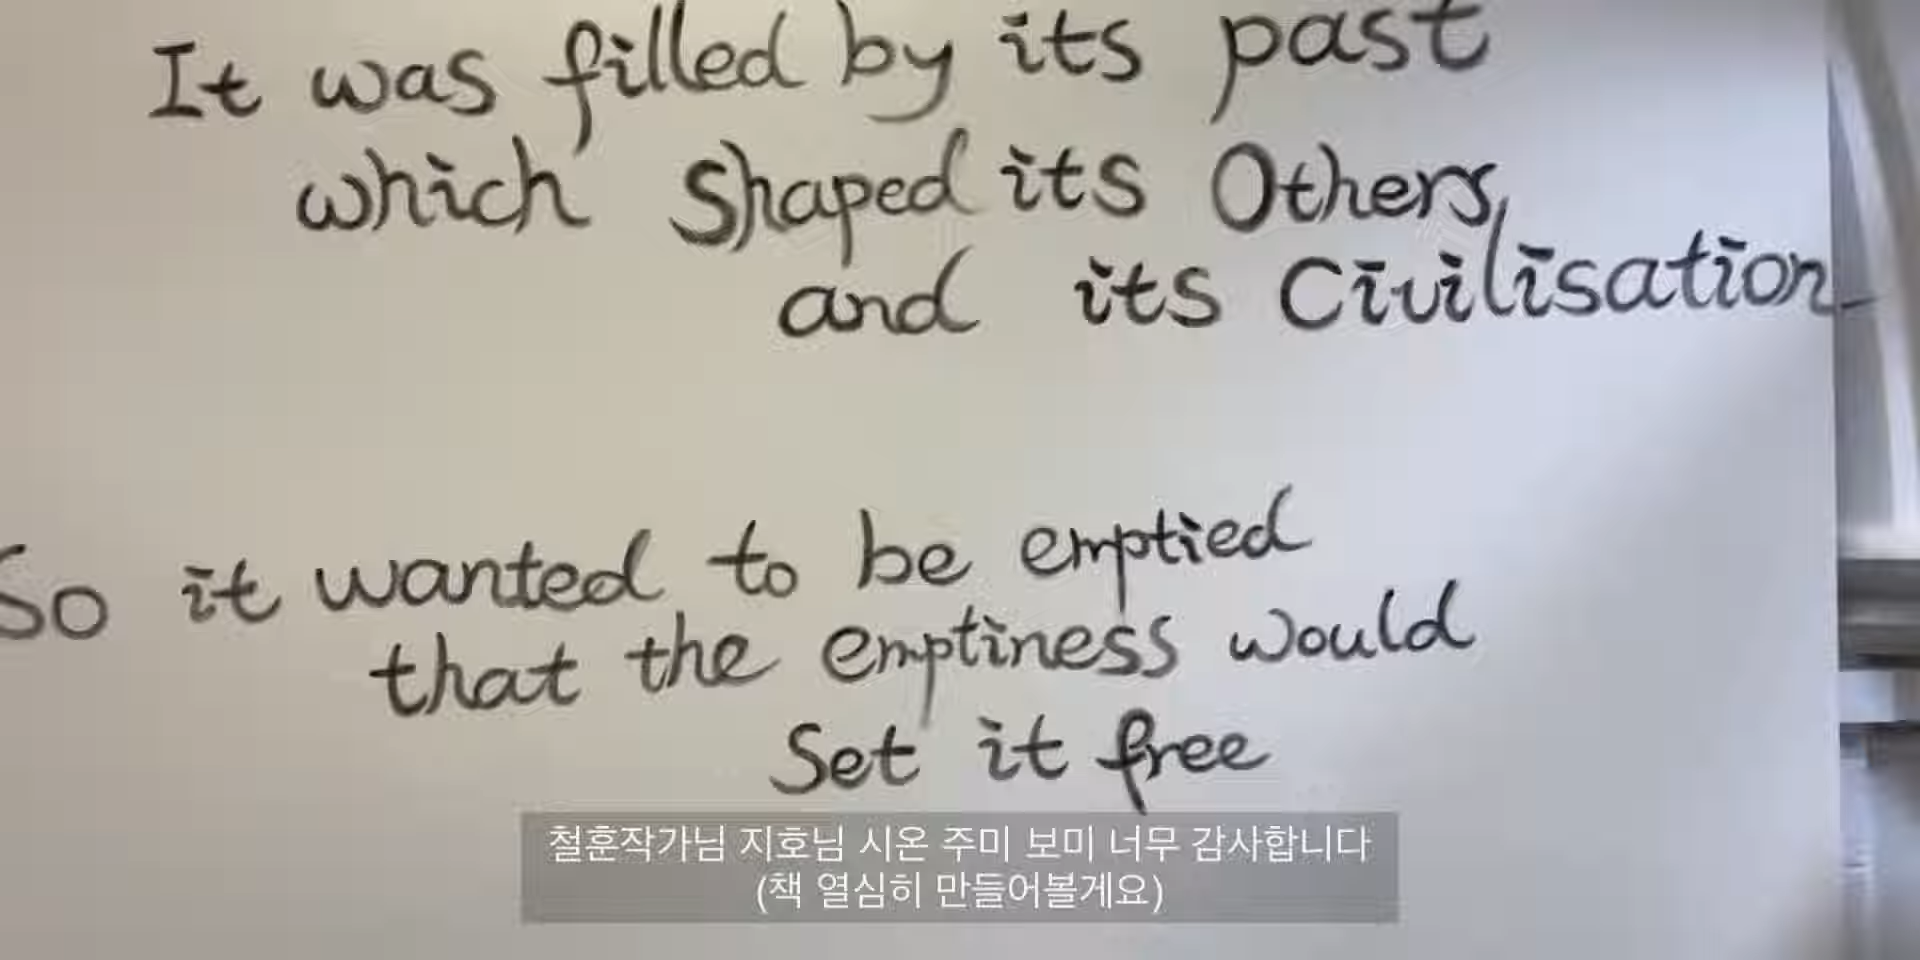 It was filled by its past
which shaped its Others,
and its Civilisation
So it wanted to be emptied
that the emptiness would
Set it free
철훈작가님 지호님 시온 주미 보미 너무 감사합니다
(책 열심히 만들어볼게요)